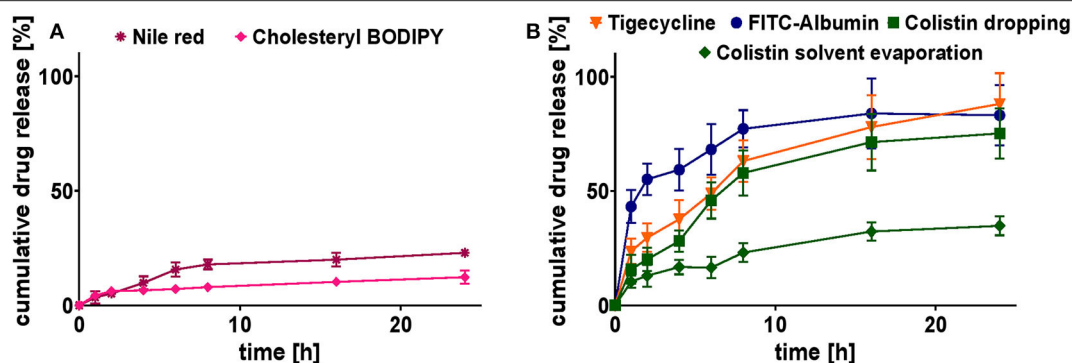 A
Nile red
Cholesteryl BODIPY
cumulative drug release [%]
100
50
0
0
10
20
time [h]
B
Tigecycline
FITC-Albumin
Colistin dropping
Colistin solvent evaporation
cumulative drug release [%]
100
50
0
0
10
20
time [h]